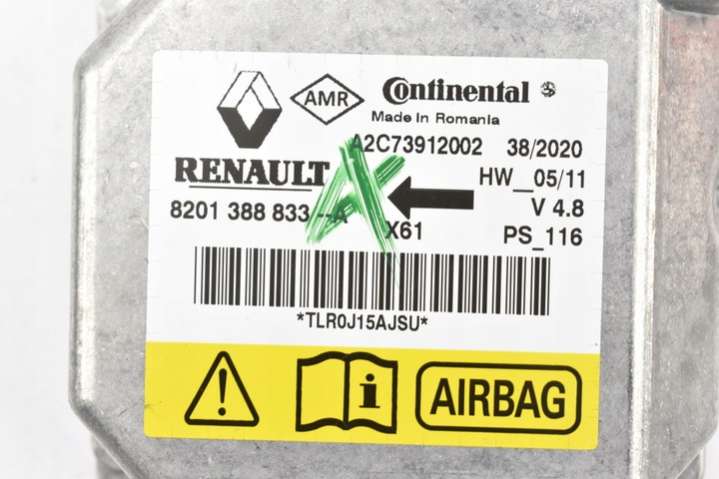 RENAULT
AMR
Continental
Made in Romania
A2C73912002 38/2020
HW__05/11
8201 388 833 --A
V 4.8
X61
PS_116
*TLR0J15AJSU*
AIRBAG